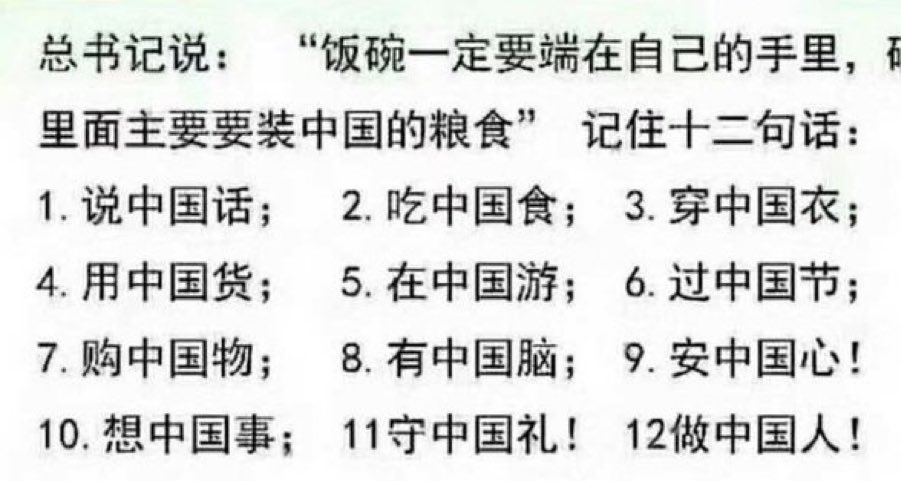 总书记说： “饭碗一定要端在自己的手里，
里面主要要装中国的粮食” 记住十二句话：
1.说中国话； 2.吃中国食； 3.穿中国衣；
4.用中国货； 5.在中国游； 6.过中国节；
7.购中国物； 8.有中国脑； 9.安中国心！
10.想中国事； 11守中国礼！ 12做中国人！